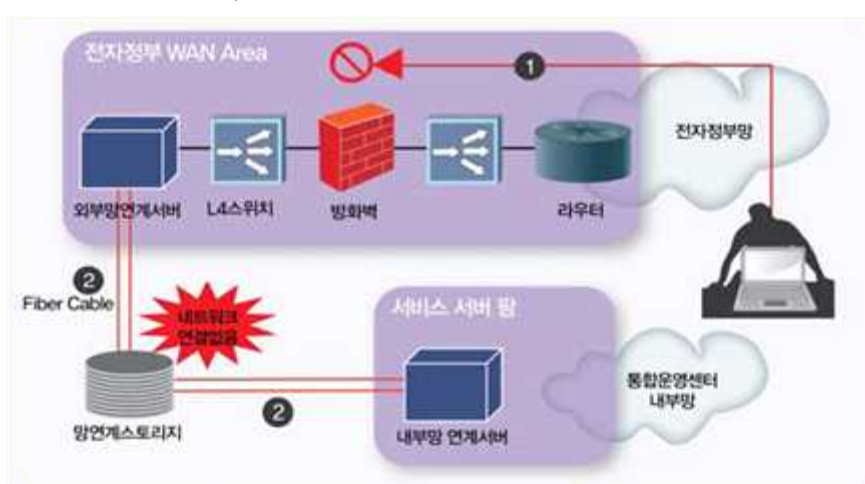 전자정부 WAN Area
1
전자정부망
외부망연계서버
L4스위치
방화벽
라우터
2
Fiber Cable
네트워크
연결없음
서비스 서버 팜
통합운영센터
내부망
망연계스토리지
2
내부망 연계서버